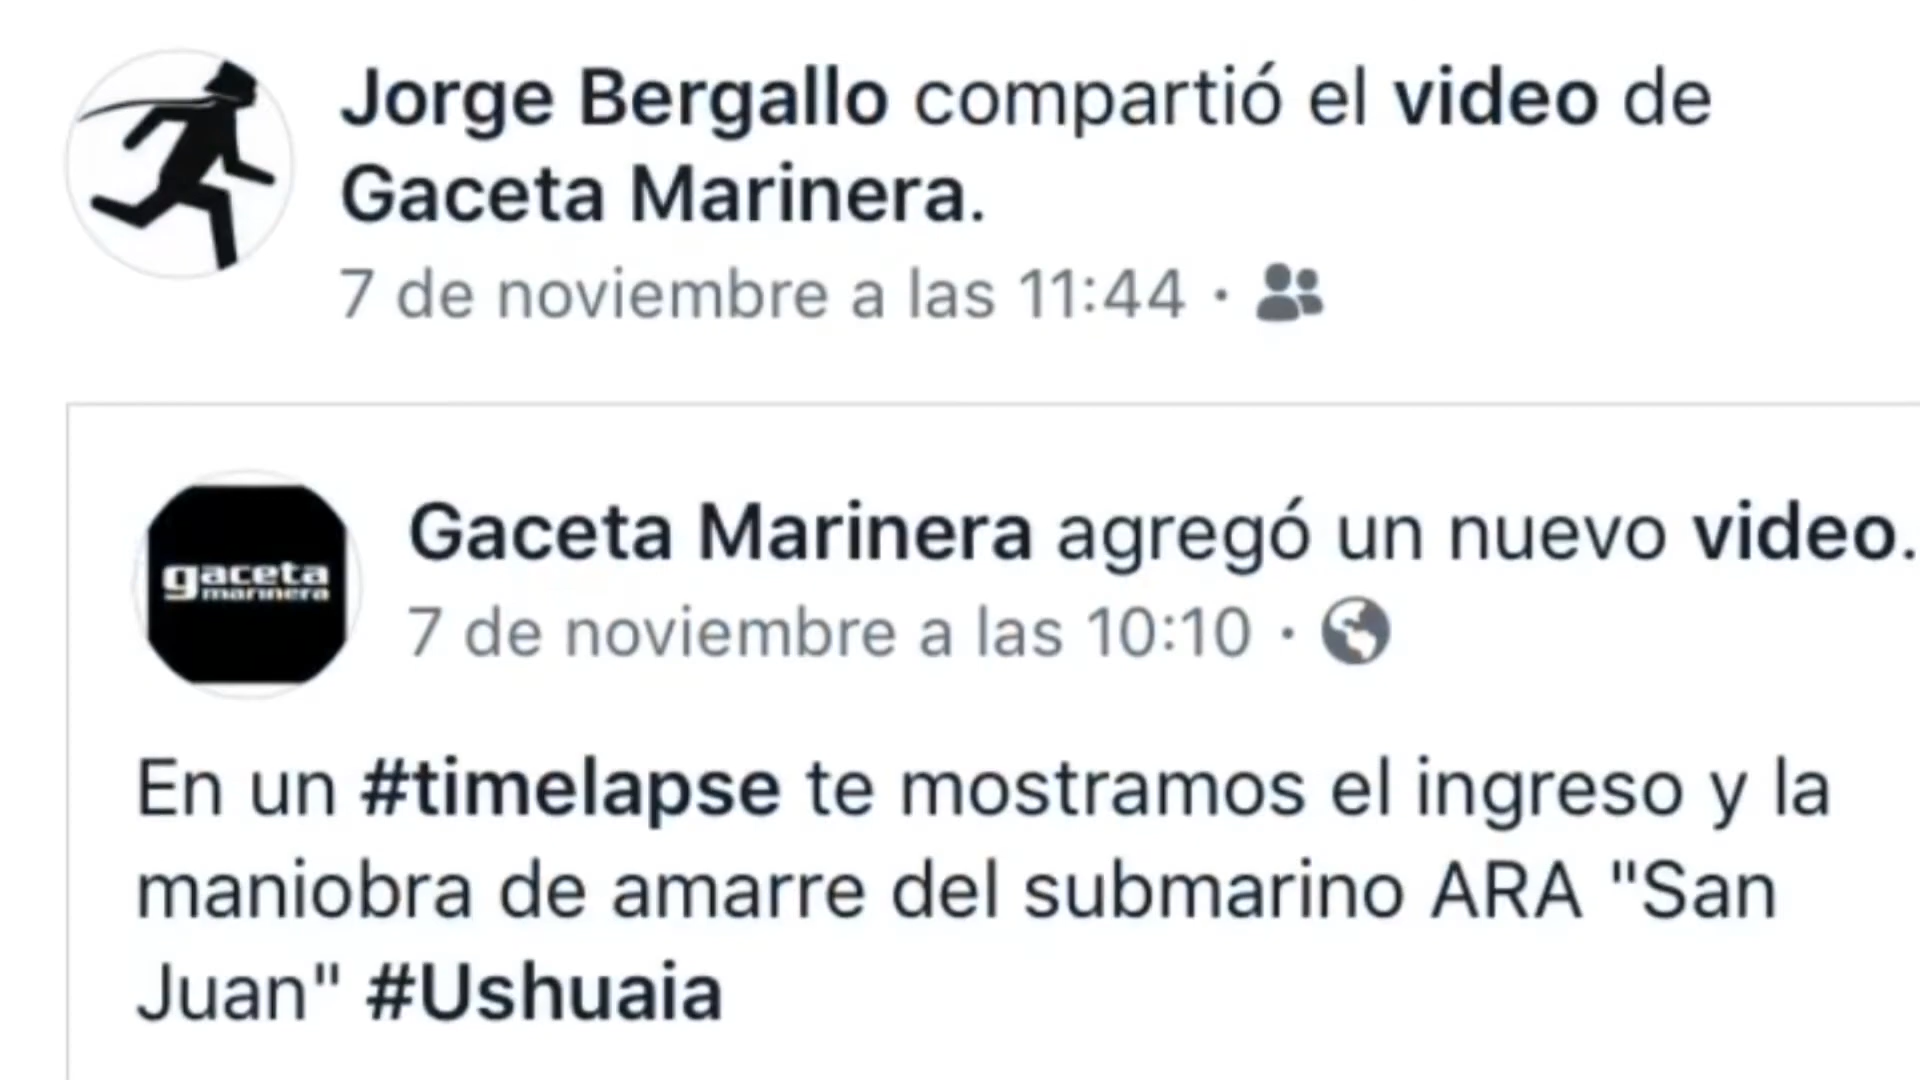 Jorge Bergallo compartió el video de
Gaceta Marinera.
7 de noviembre a las 11:44 ·
gaceta
marinera
Gaceta Marinera agregó un nuevo video.
7 de noviembre a las 10:10 ·
En un #timelapse te mostramos el ingreso y la
maniobra de amarre del submarino ARA "San
Juan" #Ushuaia